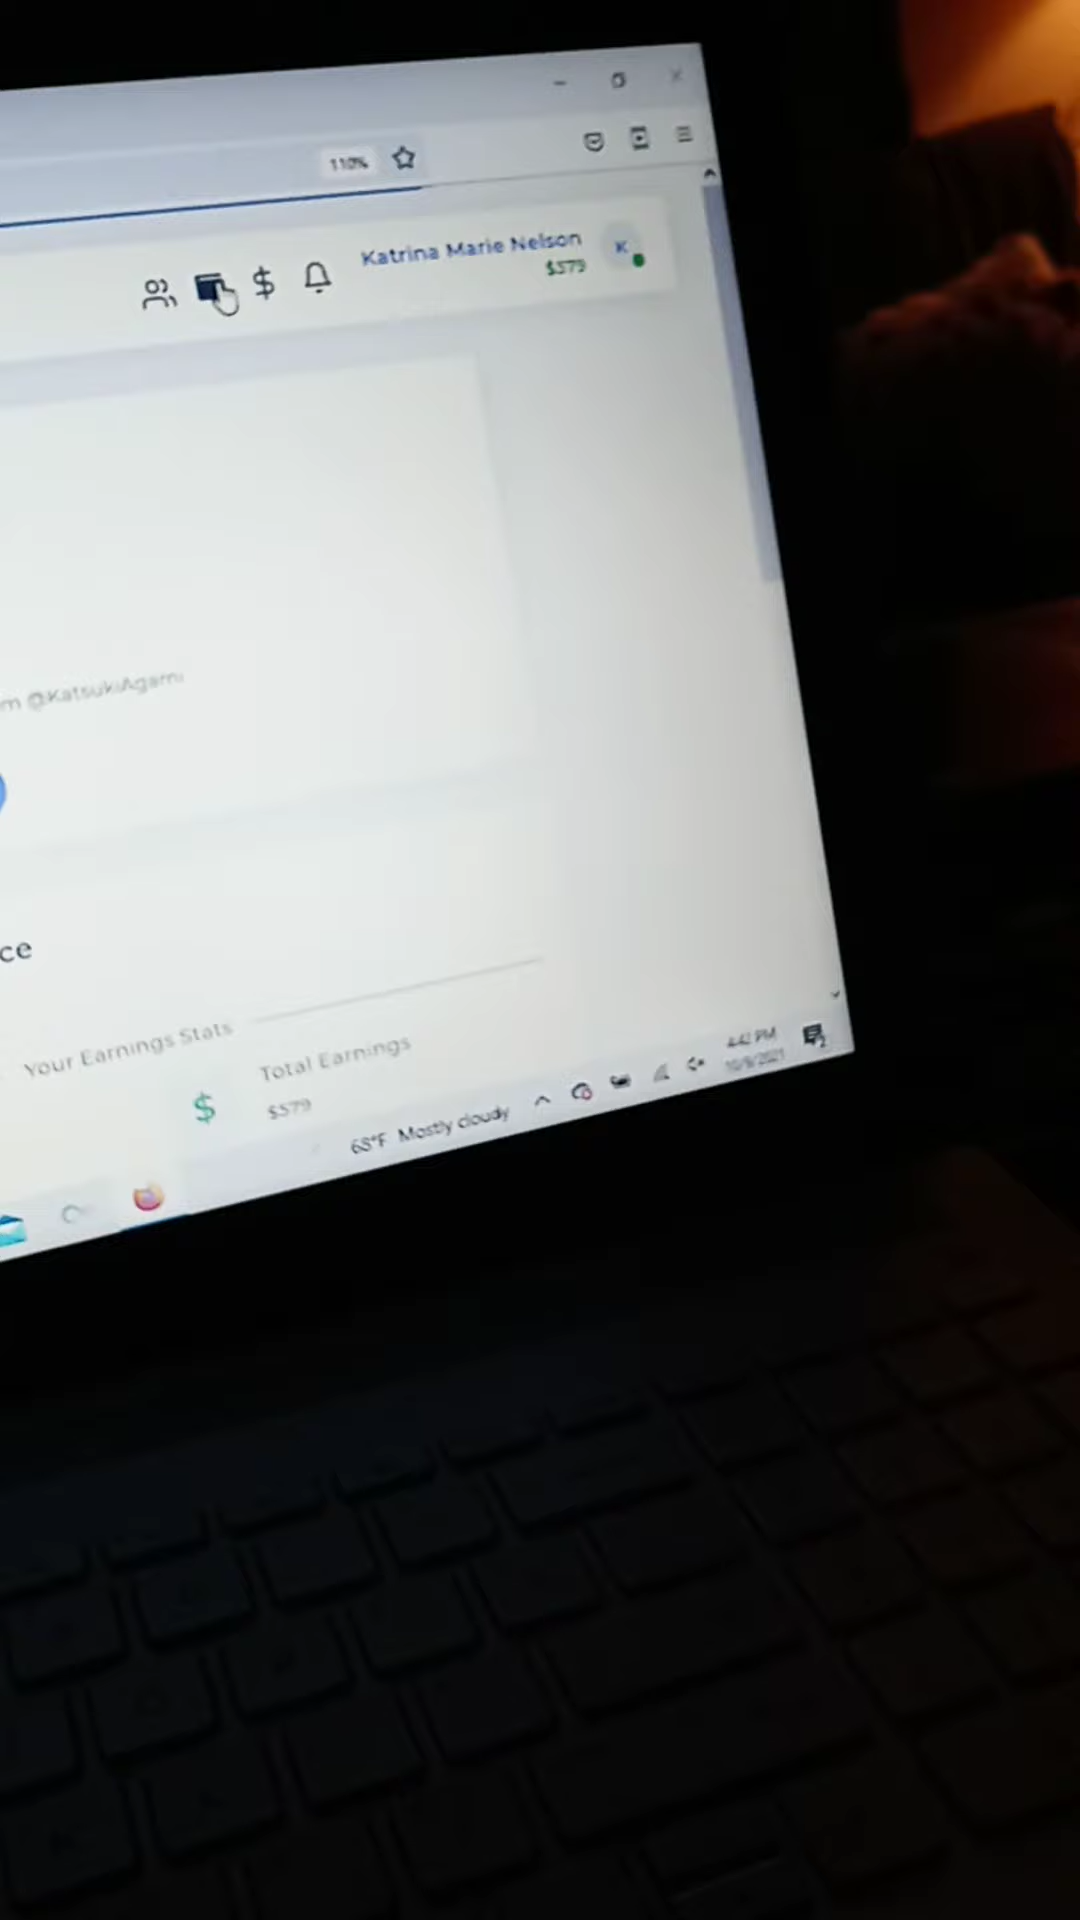 110%
Katrina Marie Nelson
$579
K
m @KatsukiAgami
ce
Your Earnings Stats
Total Earnings
$579
68°F Mostly cloudy
4:42 PM